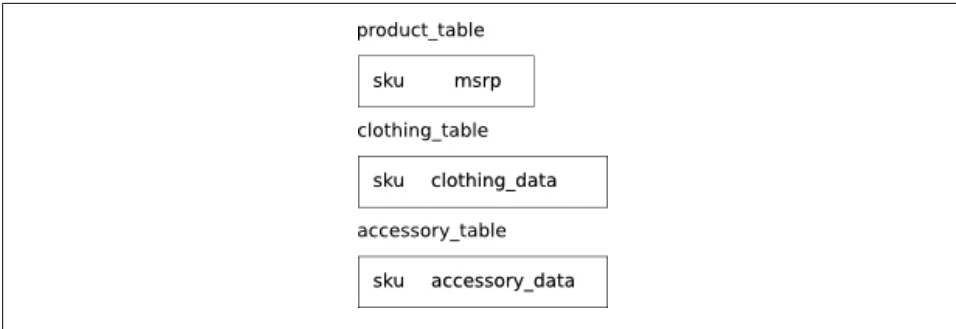 product_table
sku msrp
clothing_table
sku clothing_data
accessory_table
sku accessory_data